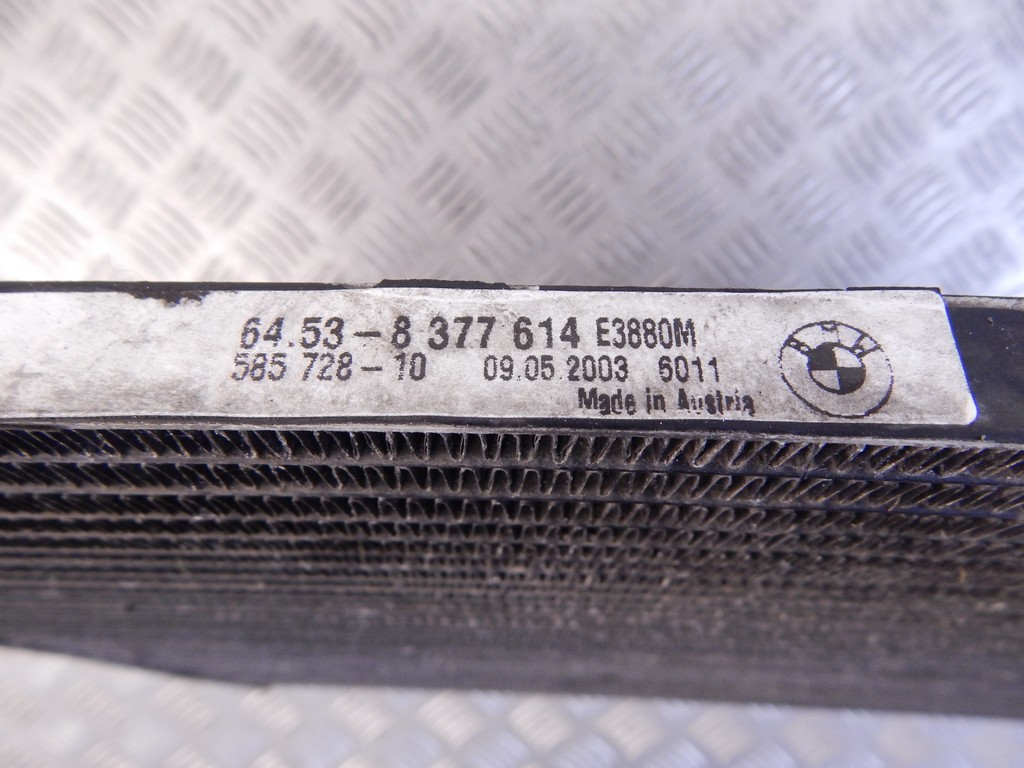 64.53-8 377 614 E3880M
585 728-10 09.05.2003 6011
Made in Austria